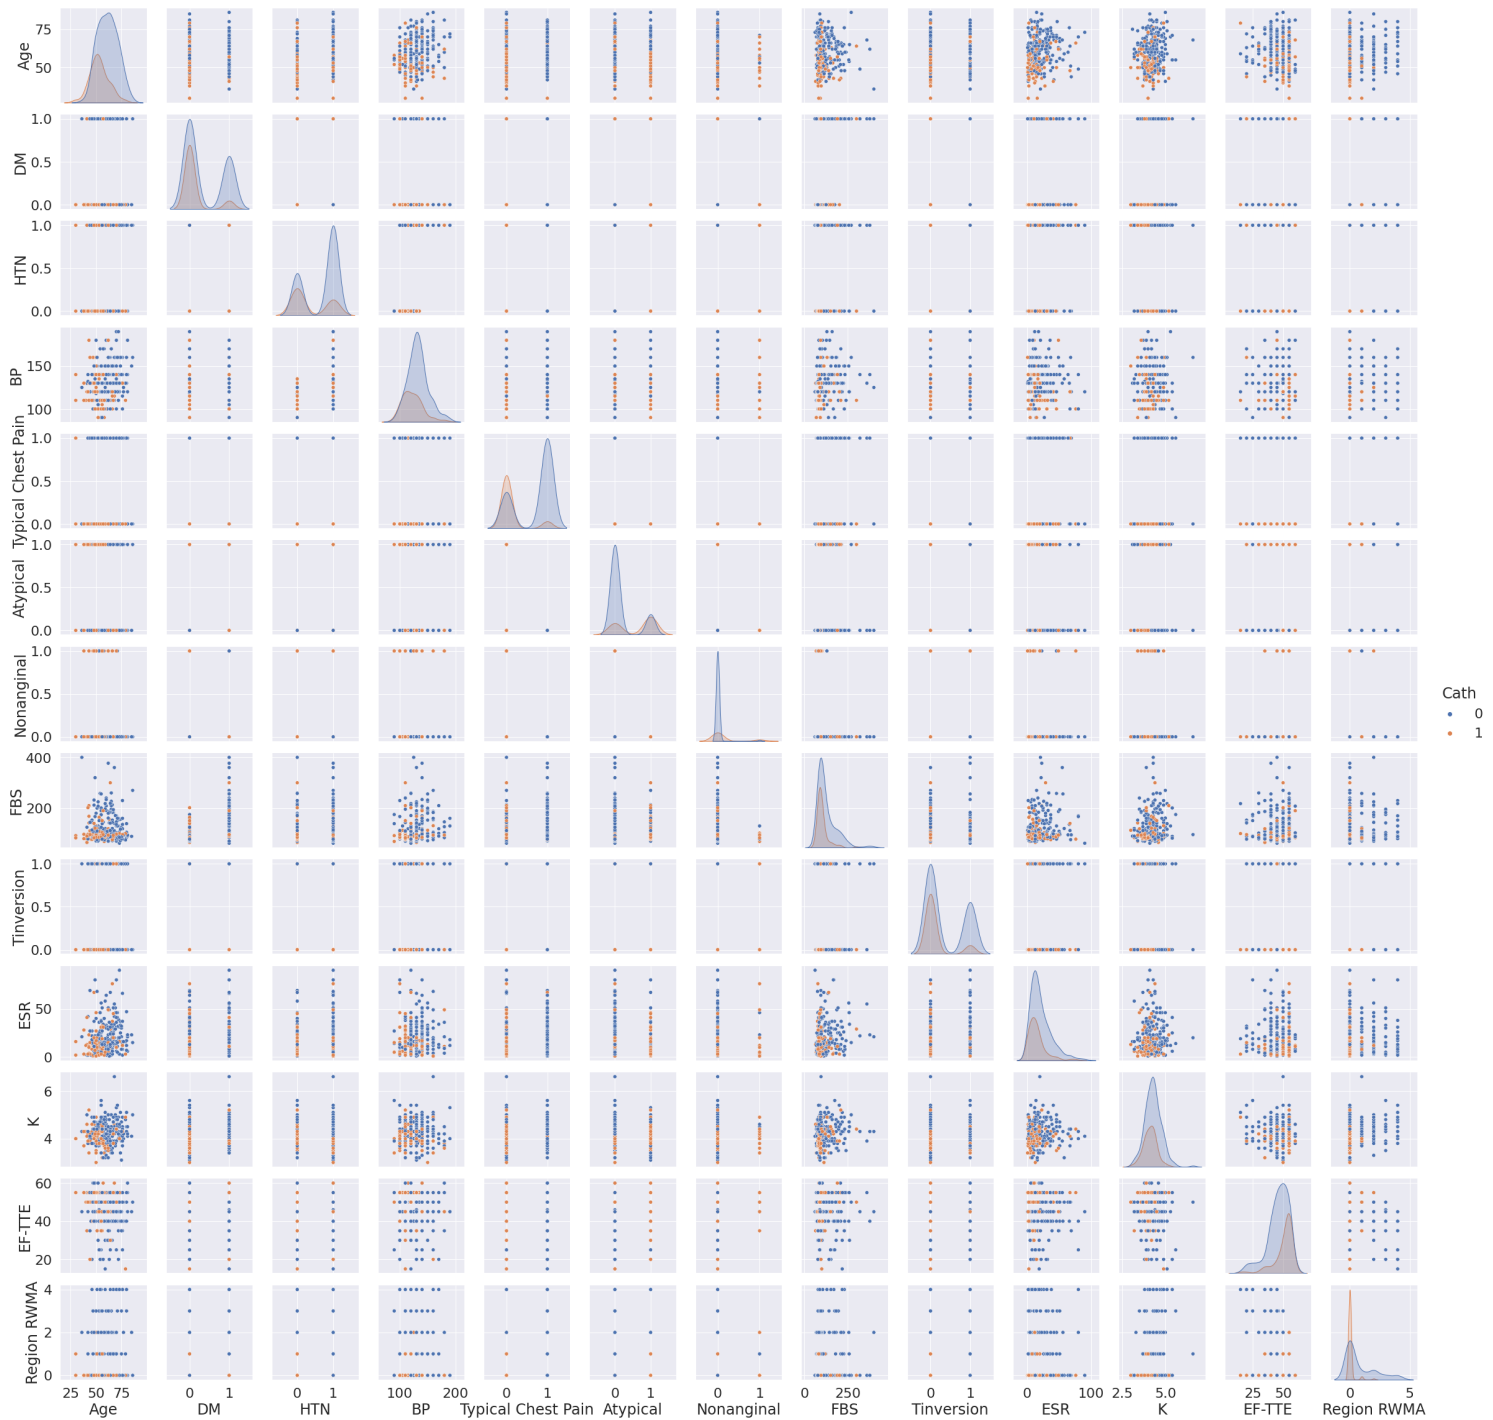 Age
75
50
DM
1.0
0.5
0.0
HTN
1.0
0.5
0.0
BP
150
100
Typical Chest Pain
1.0
0.5
0.0
Atypical
1.0
0.5
0.0
Nonanginal
1.0
0.5
0.0
Cath
0
1
FBS
400
200
Tinversion
1.0
0.5
0.0
ESR
50
0
K
6
4
EF-TTE
60
40
20
Region RWMA
4
2
0
25 50 75 0 1 0 1 100 200 0 1 0 1 0 1 0 250 0 1 0 100 2.5 5.0 25 50 0 5
Age DM HTN BP Typical Chest Pain Atypical Nonanginal FBS Tinversion ESR K EF-TTE Region RWMA